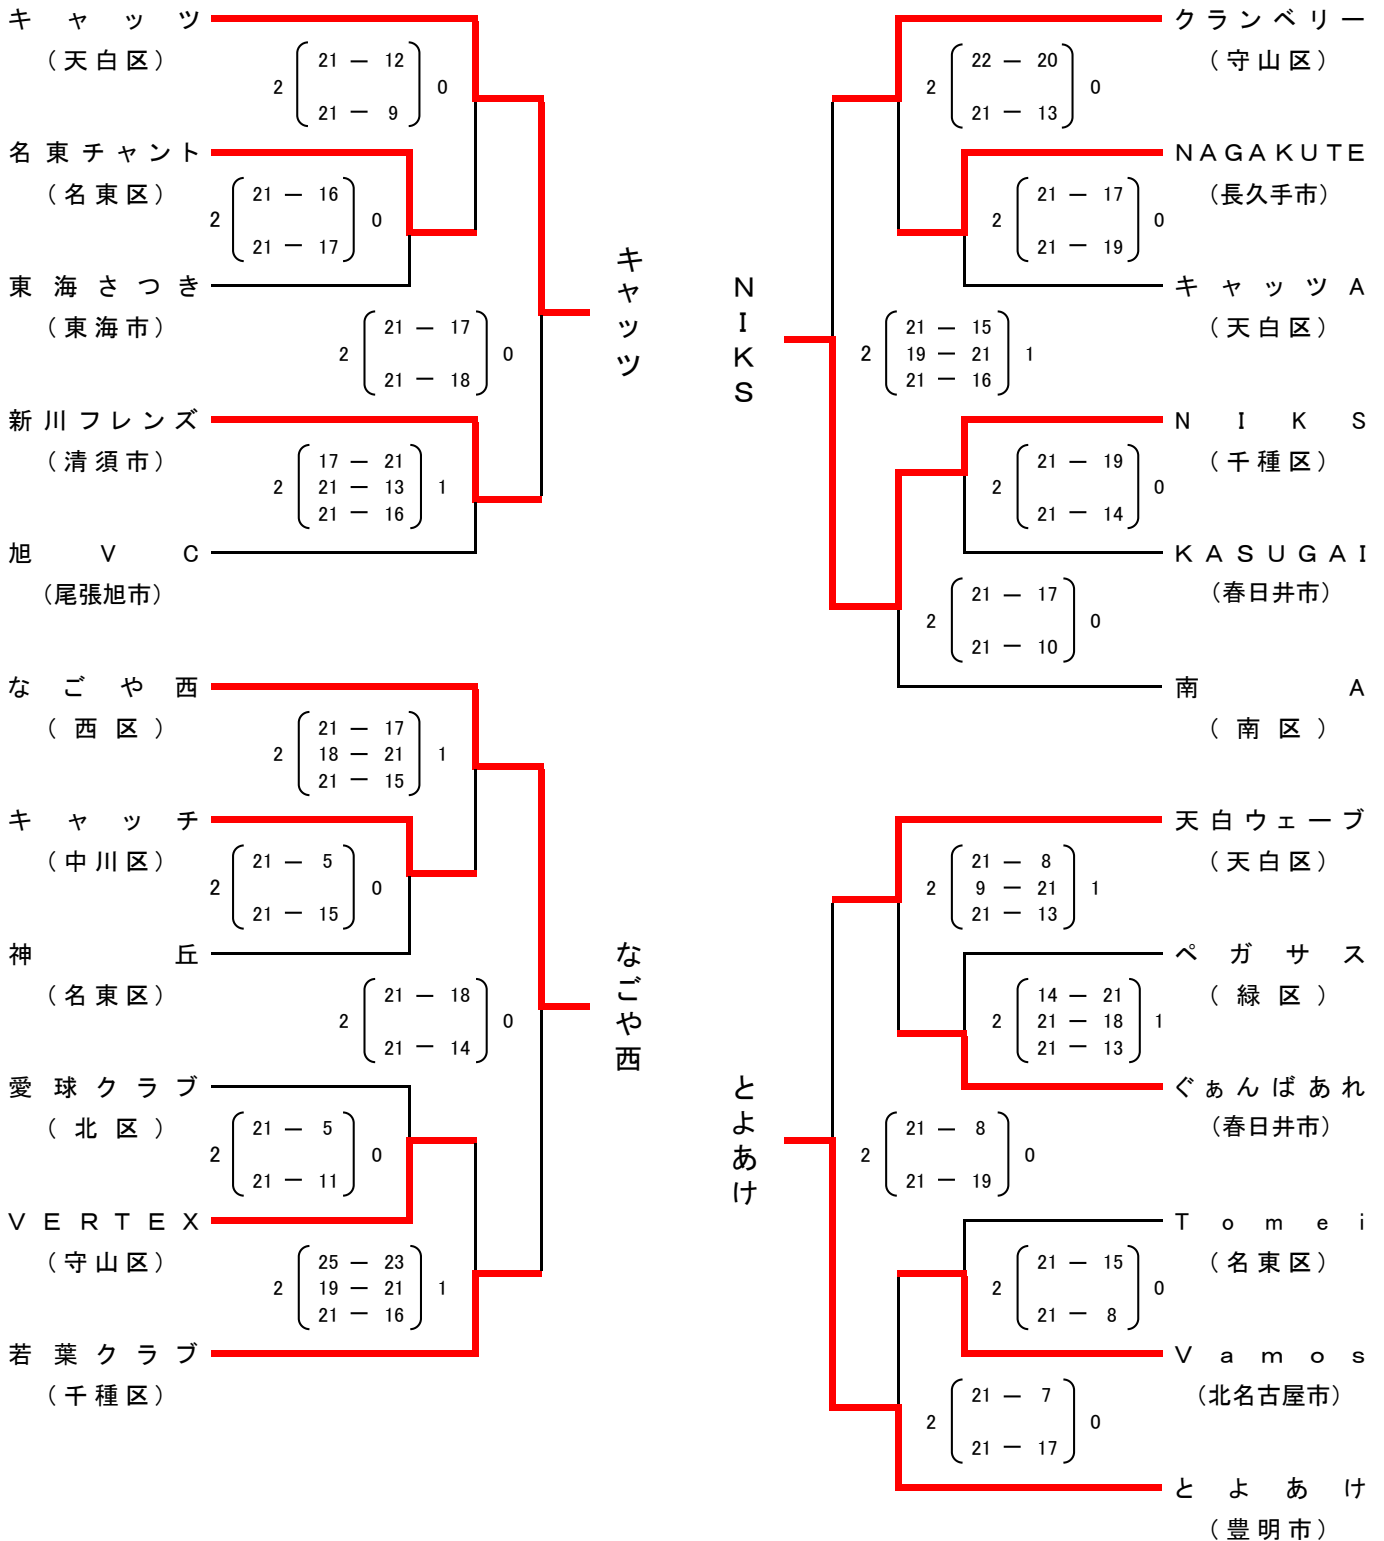 キャッツ
（天白区）
21 — 12
2 0
21 — 9
名東チャント
（名東区）
21 — 16
2 0
21 — 17
東海さつき
（東海市）
21 — 17
2 0
21 — 18
新川フレンズ
（清須市）
17 — 21
2 21 — 13 1
21 — 16
旭VC
（尾張旭市）
キャッツ
なごや西
（西区）
21 — 17
2 18 — 21 1
21 — 15
キャッチ
（中川区）
21 — 5
2 0
21 — 15
神丘
（名東区）
21 — 18
2 0
21 — 14
愛球クラブ
（北区）
21 — 5
2 0
21 — 11
VERTEX
（守山区）
25 — 23
2 19 — 21 1
21 — 16
若葉クラブ
（千種区）
なごや西
クランベリー
（守山区）
22 — 20
2 0
21 — 13
NAGAKUTE
（長久手市）
21 — 17
2 0
21 — 19
キャッツA
（天白区）
21 — 15
2 19 — 21 1
21 — 16
NIKS
（千種区）
21 — 19
2 0
21 — 14
KASUGAI
（春日井市）
21 — 17
2 0
21 — 10
南A
（南区）
NIKS
天白ウェーブ
（天白区）
21 — 8
2 9 — 21 1
21 — 13
ペガサス
（緑区）
14 — 21
2 21 — 18 1
21 — 13
ぐぁんばあれ
（春日井市）
21 — 8
2 0
21 — 19
Tomei
（名東区）
21 — 15
2 0
21 — 8
Vamos
（北名古屋市）
21 — 7
2 0
21 — 17
とよあけ
（豊明市）
とよあけ